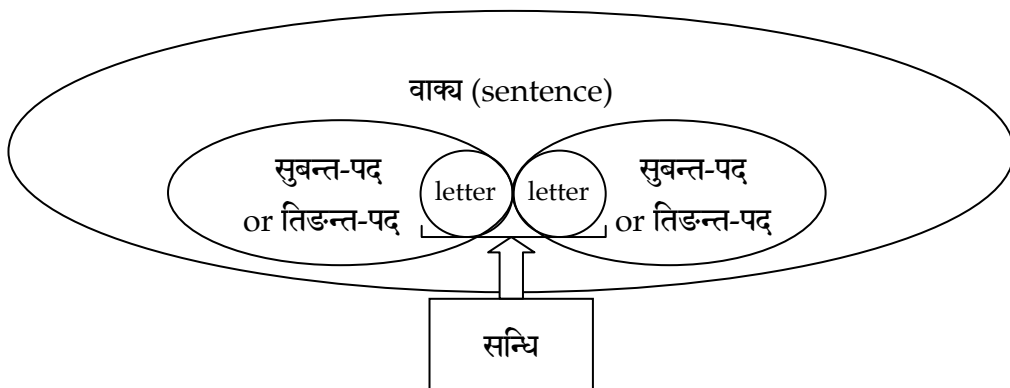 वाक्य (sentence)
सुबन्त-पद
or तिङन्त-पद
letter
letter
सुबन्त-पद
or तिङन्त-पद
सन्धि